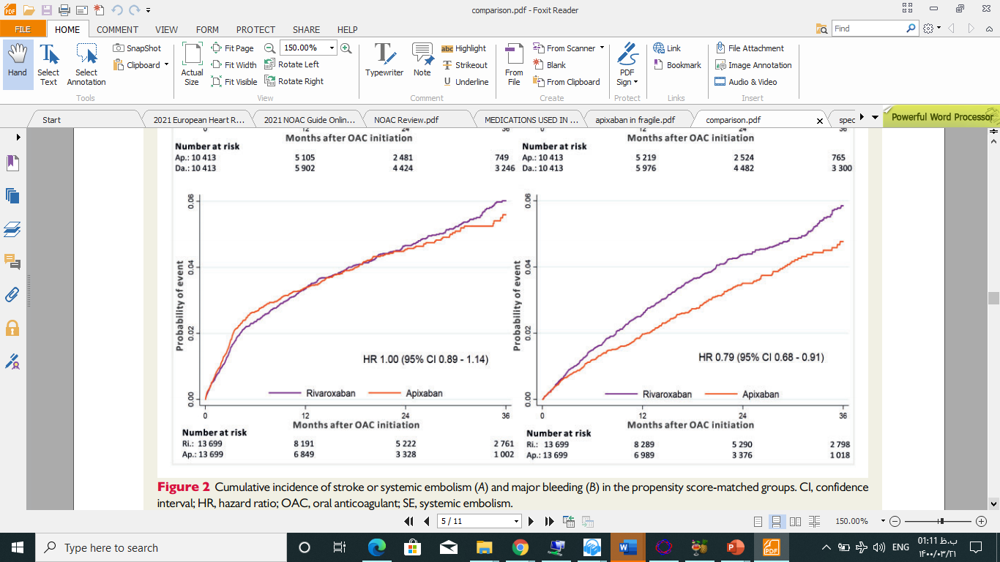 comparison.pdf - Foxit Reader
FILE HOME COMMENT VIEW FORM PROTECT SHARE HELP
Find
Hand
Select Text
Select Annotation
SnapShot
Clipboard
Tools
Actual Size
Fit Page
Fit Width
Fit Visible
150.00%
Rotate Left
Rotate Right
View
Typewriter
Note
abc Highlight
Strikeout
Underline
Comment
From File
From Scanner
Blank
From Clipboard
Create
PDF Sign
Protect
Link
Bookmark
Links
File Attachment
Image Annotation
Audio & Video
Insert
Start
2021 European Heart R...
2021 NOAC Guide Onlin...
NOAC Review.pdf
MEDICATIONS USED IN ...
apixaban in fragile.pdf
comparison.pdf
spec
Powerful Word Processor
Months after OAC initiation
Number at risk
Ap.: 10 413 5 105 2 481 749
Da.: 10 413 5 902 4 424 3 246
Months after OAC initiation
Number at risk
Ap.: 10 413 5 219 2 524 765
Da.: 10 413 5 976 4 482 3 300
Probability of event
0.06
0.04
0.02
0.00
HR 1.00 (95% CI 0.89 - 1.14)
Rivaroxaban Apixaban
0 12 24 36
Months after OAC initiation
Number at risk
Ri.: 13 699 8 191 5 222 2 761
Ap.: 13 699 6 849 3 328 1 002
Probability of event
0.06
0.04
0.02
0.00
HR 0.79 (95% CI 0.68 - 0.91)
Rivaroxaban Apixaban
0 12 24 36
Months after OAC initiation
Number at risk
Ri.: 13 699 8 289 5 290 2 798
Ap.: 13 699 6 989 3 376 1 018
Figure 2 Cumulative incidence of stroke or systemic embolism (A) and major bleeding (B) in the propensity score-matched groups. CI, confidence
interval; HR, hazard ratio; OAC, oral anticoagulant; SE, systemic embolism.
5 / 11
150.00%
Type here to search
ENG
01:11 ب.ظ
۱۴۰۰/۰۳/۲۱